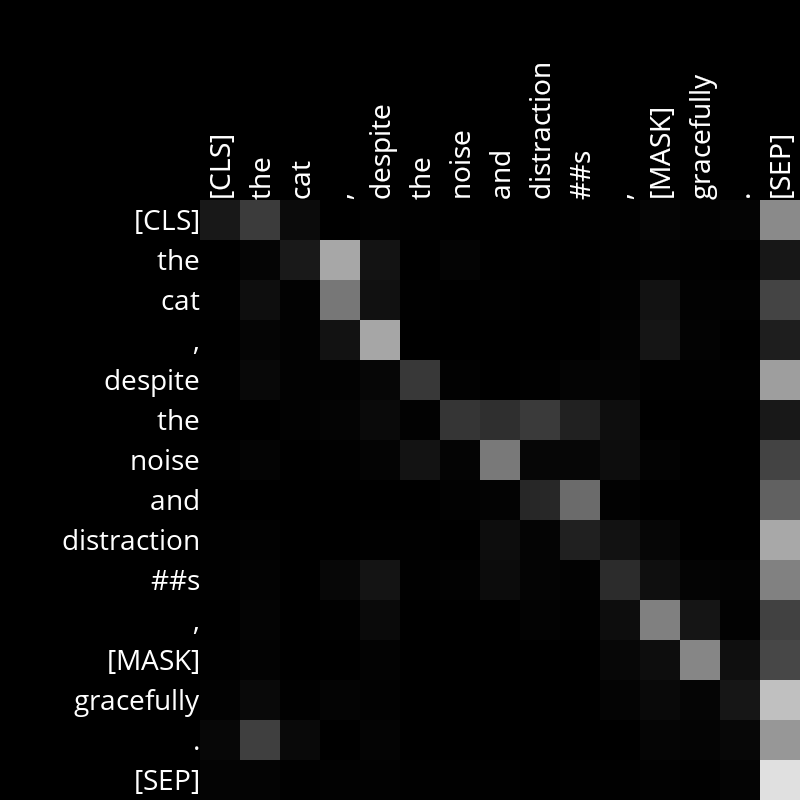 [CLS] the cat , despite the noise and distraction ##s , [MASK] gracefully . [SEP]
[CLS]
the
cat
,
despite
the
noise
and
distraction
##s
,
[MASK]
gracefully
.
[SEP]